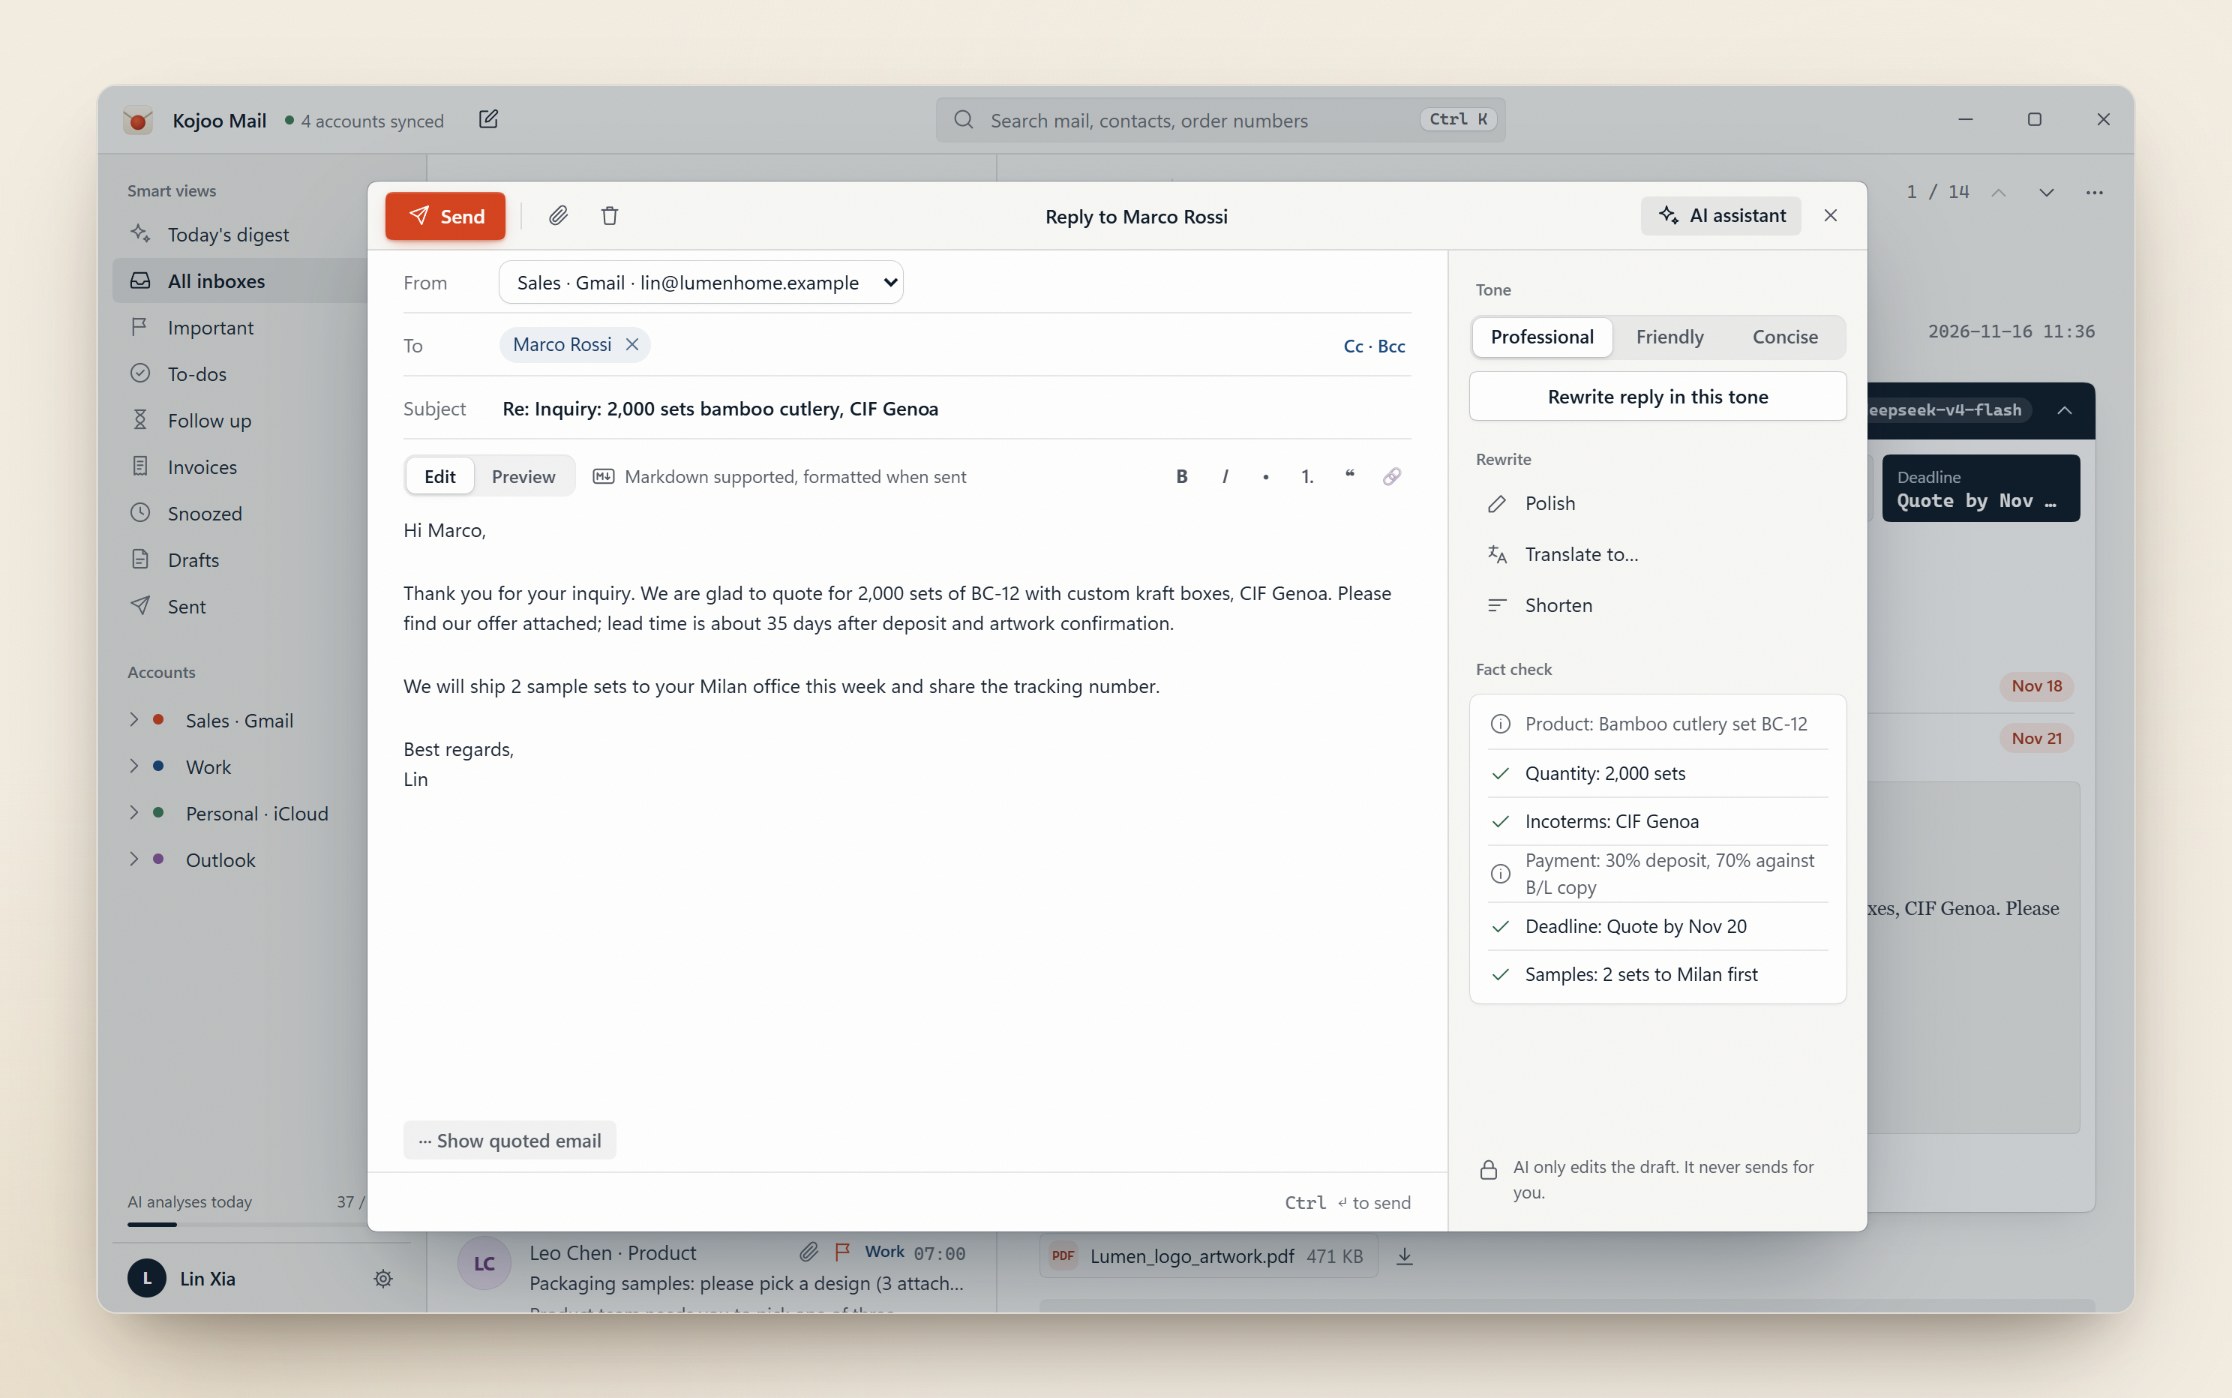 Kojoo Mail
4 accounts synced
Search mail, contacts, order numbers
Ctrl K
Smart views
Today's digest
All inboxes
Important
To-dos
Follow up
Invoices
Snoozed
Drafts
Sent
Accounts
Sales · Gmail
Work
Personal · iCloud
Outlook
AI analyses today 37 /
L Lin Xia
Send
Reply to Marco Rossi
AI assistant
From Sales · Gmail · lin@lumenhome.example
To Marco Rossi
Cc · Bcc
Subject Re: Inquiry: 2,000 sets bamboo cutlery, CIF Genoa
Edit Preview Markdown supported, formatted when sent
B I • 1. ❝
Hi Marco,
Thank you for your inquiry. We are glad to quote for 2,000 sets of BC-12 with custom kraft boxes, CIF Genoa. Please
find our offer attached; lead time is about 35 days after deposit and artwork confirmation.
We will ship 2 sample sets to your Milan office this week and share the tracking number.
Best regards,
Lin
··· Show quoted email
Ctrl ↵ to send
Tone
Professional Friendly Concise
Rewrite reply in this tone
Rewrite
Polish
Translate to...
Shorten
Fact check
Product: Bamboo cutlery set BC-12
Quantity: 2,000 sets
Incoterms: CIF Genoa
Payment: 30% deposit, 70% against
B/L copy
Deadline: Quote by Nov 20
Samples: 2 sets to Milan first
AI only edits the draft. It never sends for
you.
1 / 14
2026-11-16 11:36
eepseek-v4-flash
Deadline
Quote by Nov …
Nov 18
Nov 21
xes, CIF Genoa. Please
LC Leo Chen · Product Work 07:00
Packaging samples: please pick a design (3 attach...
PDF Lumen_logo_artwork.pdf 471 KB